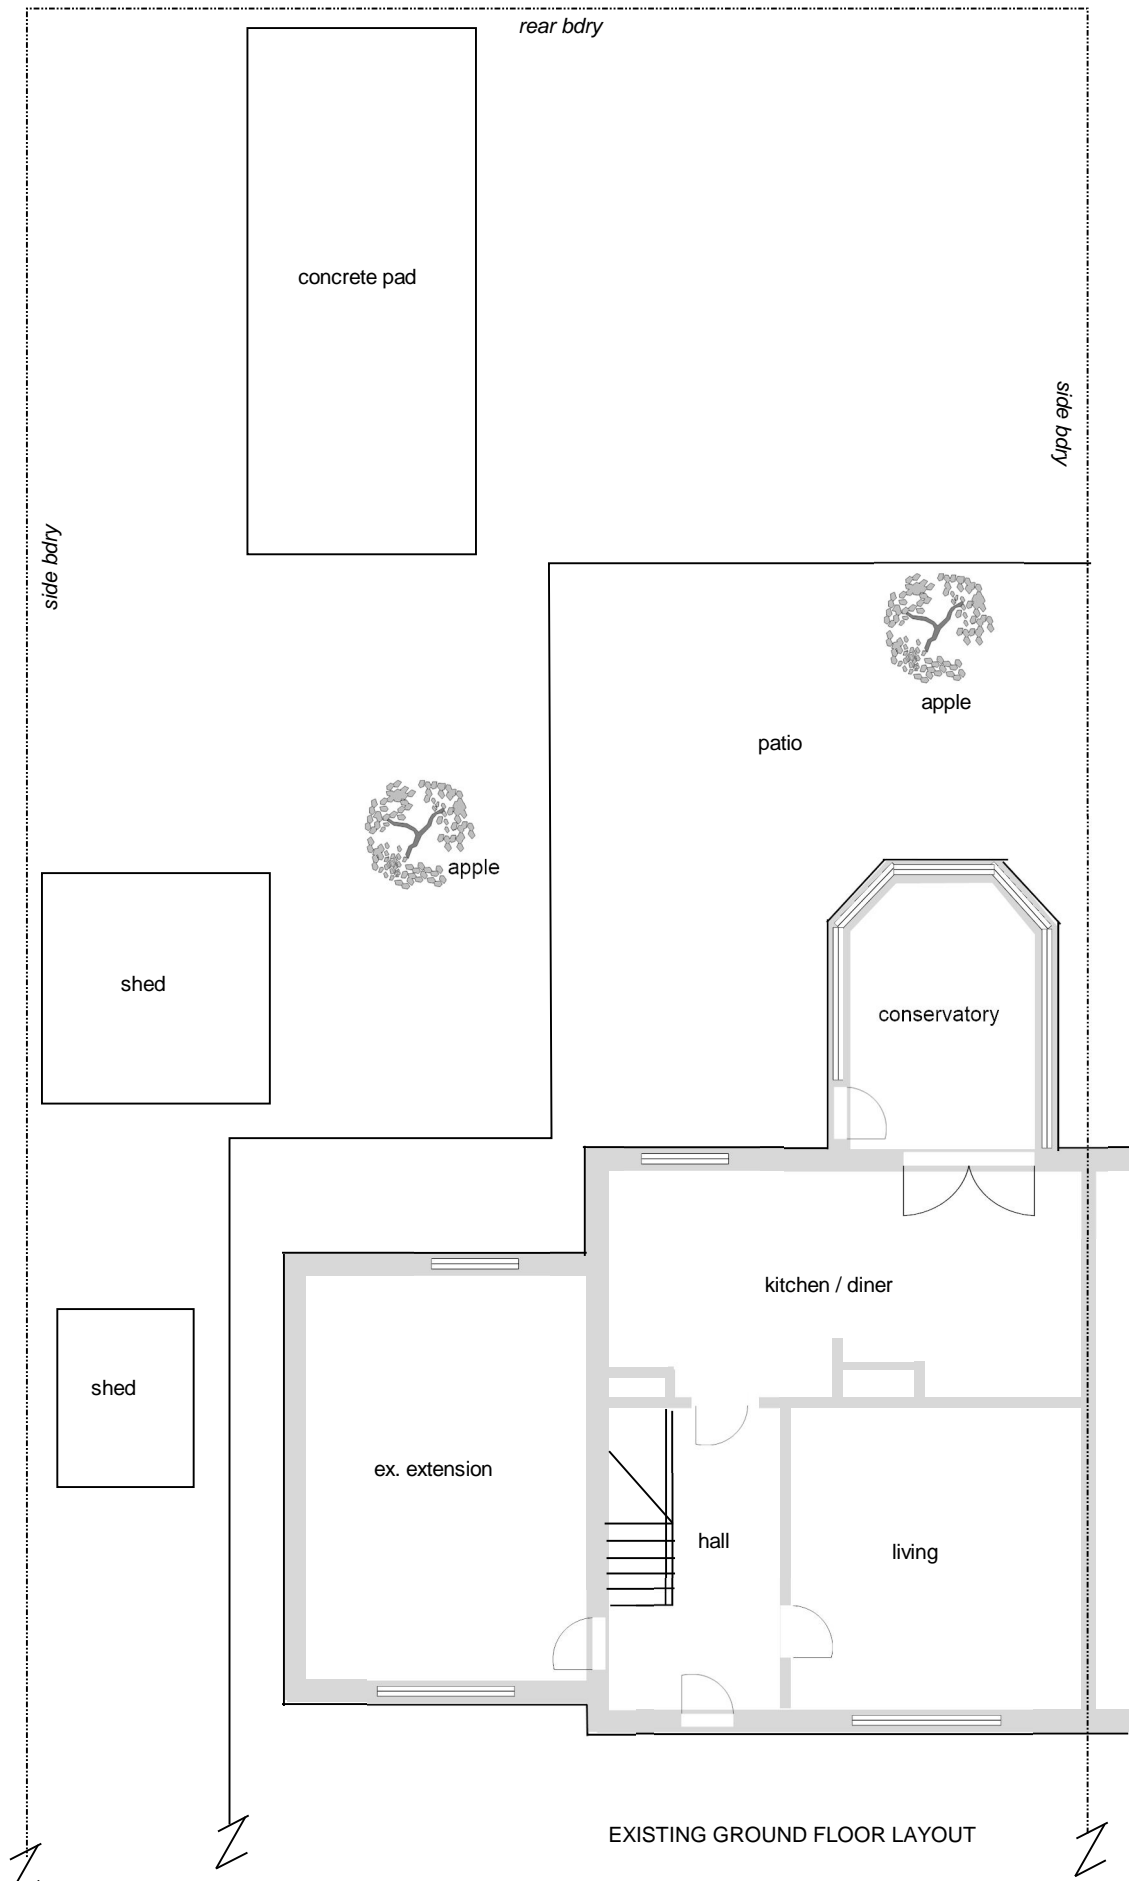 rear bdry
concrete pad
side bdry
side bdry
apple
patio
apple
shed
conservatory
kitchen / diner
shed
ex. extension
hall
living
EXISTING GROUND FLOOR LAYOUT